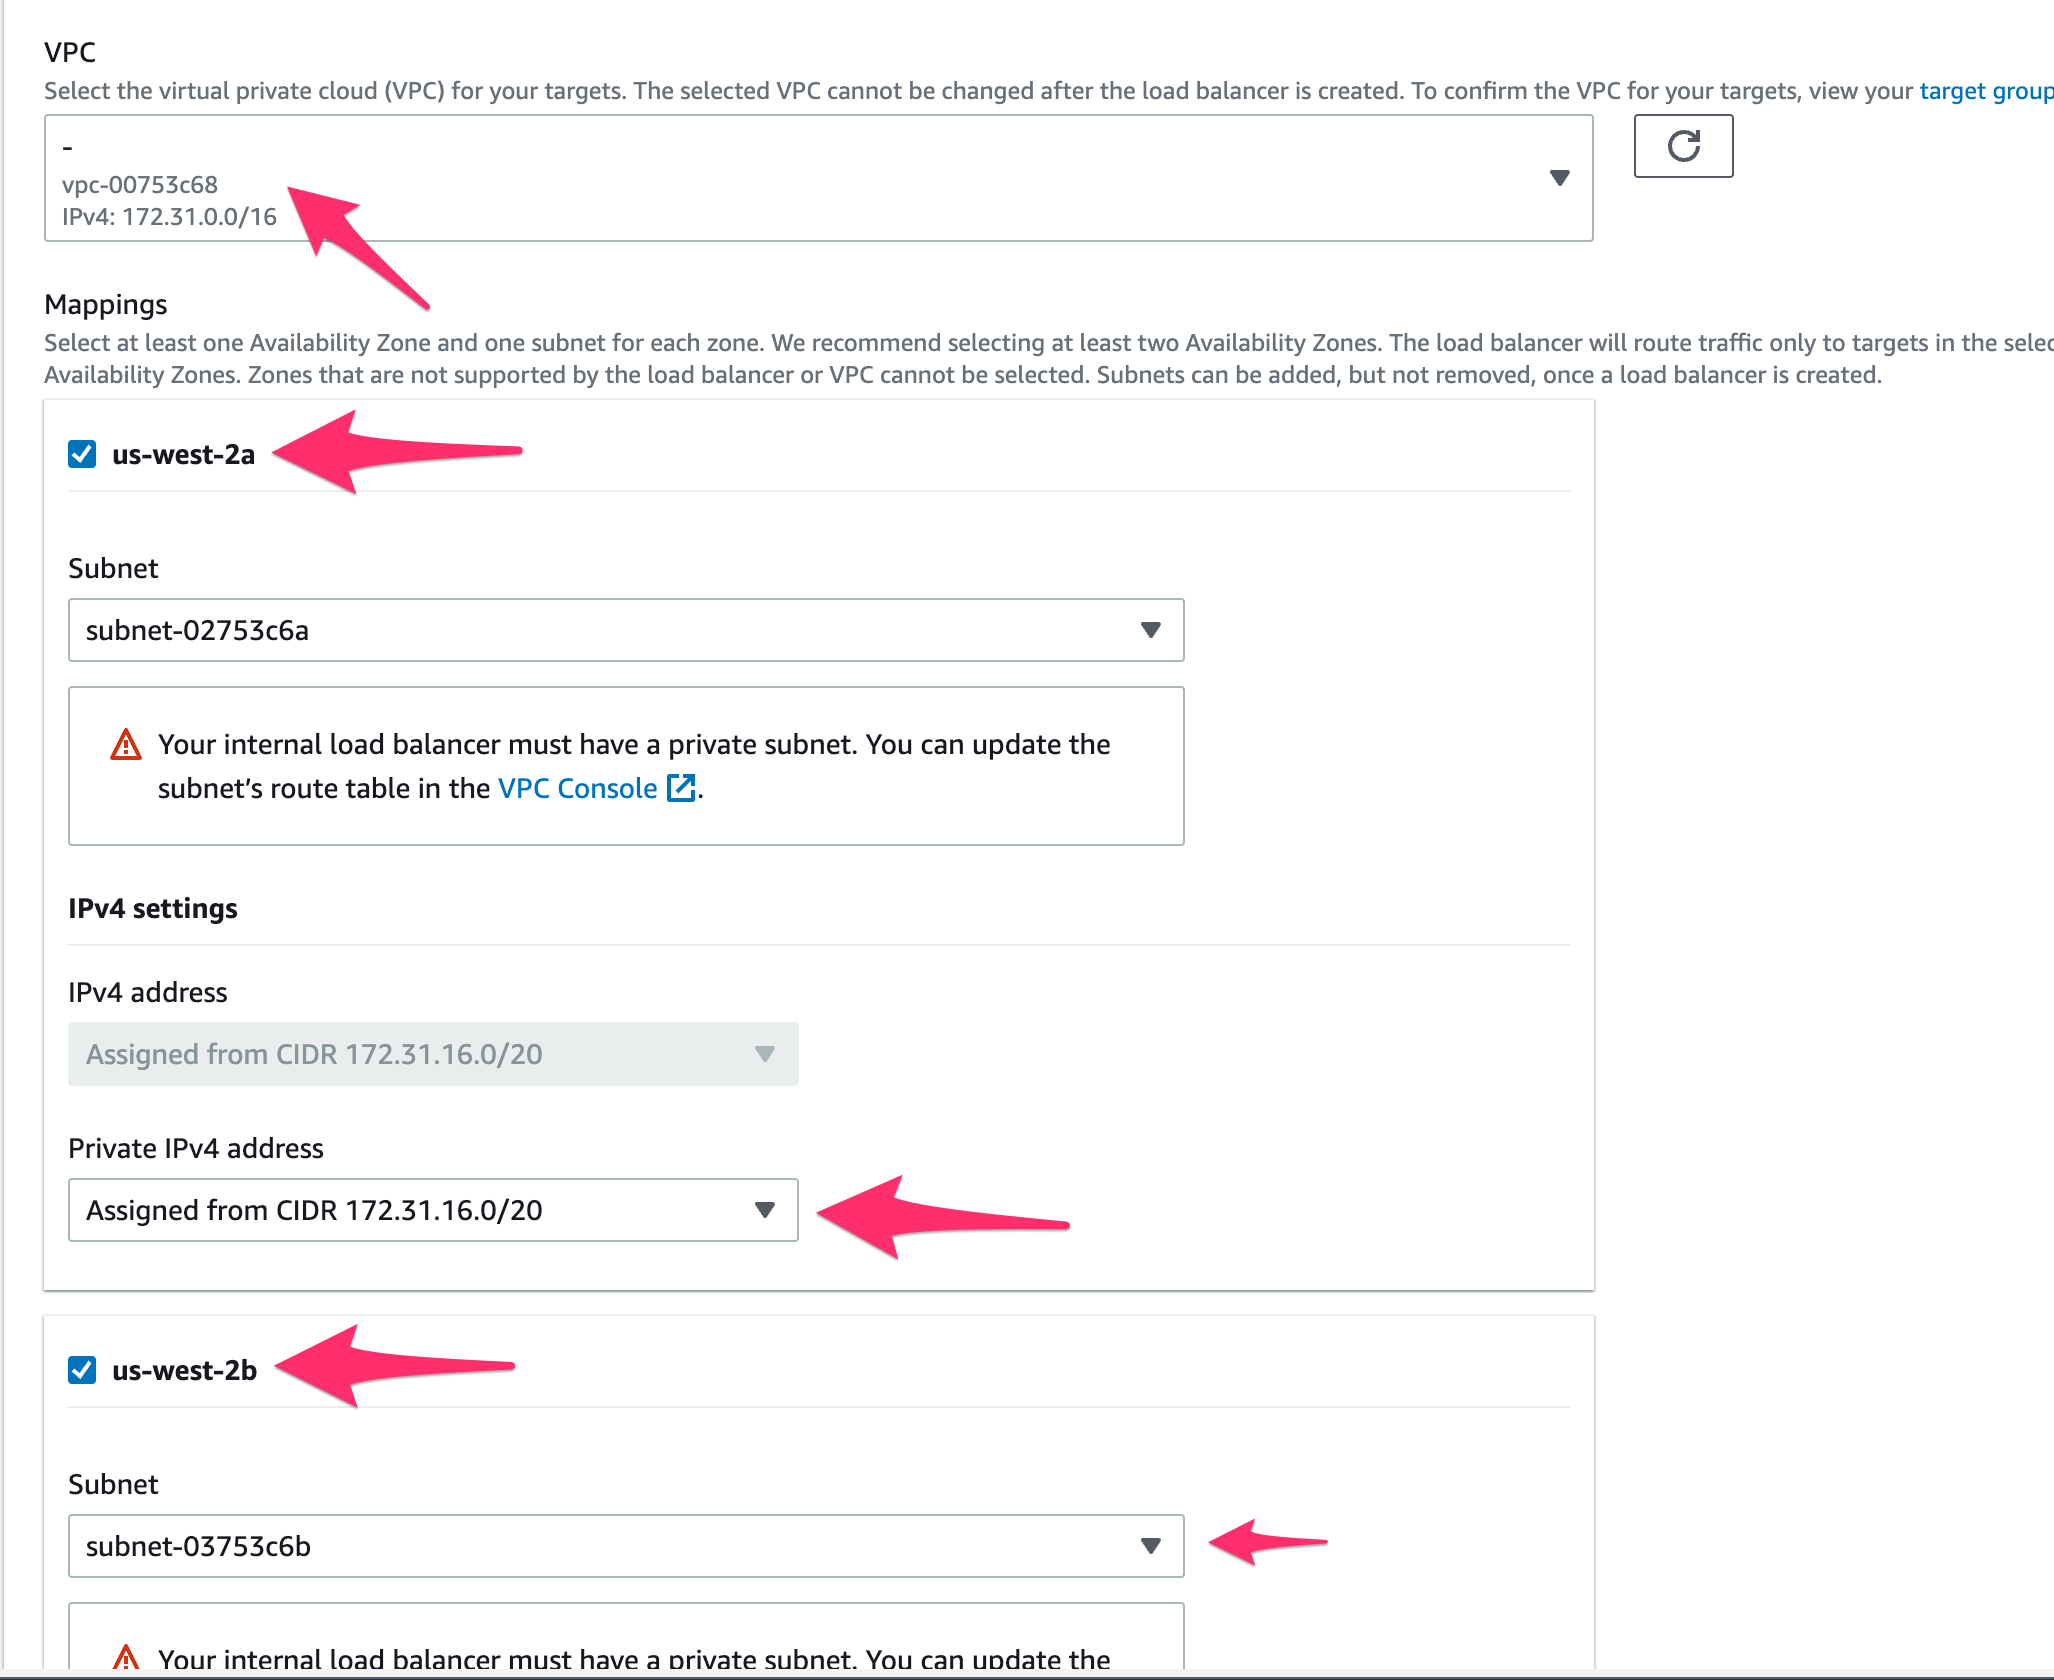 VPC
Select the virtual private cloud (VPC) for your targets. The selected VPC cannot be changed after the load balancer is created. To confirm the VPC for your targets, view your target group
-
vpc-00753c68
IPv4: 172.31.0.0/16
Mappings
Select at least one Availability Zone and one subnet for each zone. We recommend selecting at least two Availability Zones. The load balancer will route traffic only to targets in the selec
Availability Zones. Zones that are not supported by the load balancer or VPC cannot be selected. Subnets can be added, but not removed, once a load balancer is created.
us-west-2a
Subnet
subnet-02753c6a
Your internal load balancer must have a private subnet. You can update the
subnet’s route table in the VPC Console.
IPv4 settings
IPv4 address
Assigned from CIDR 172.31.16.0/20
Private IPv4 address
Assigned from CIDR 172.31.16.0/20
us-west-2b
Subnet
subnet-03753c6b
Your internal load balancer must have a private subnet. You can update the